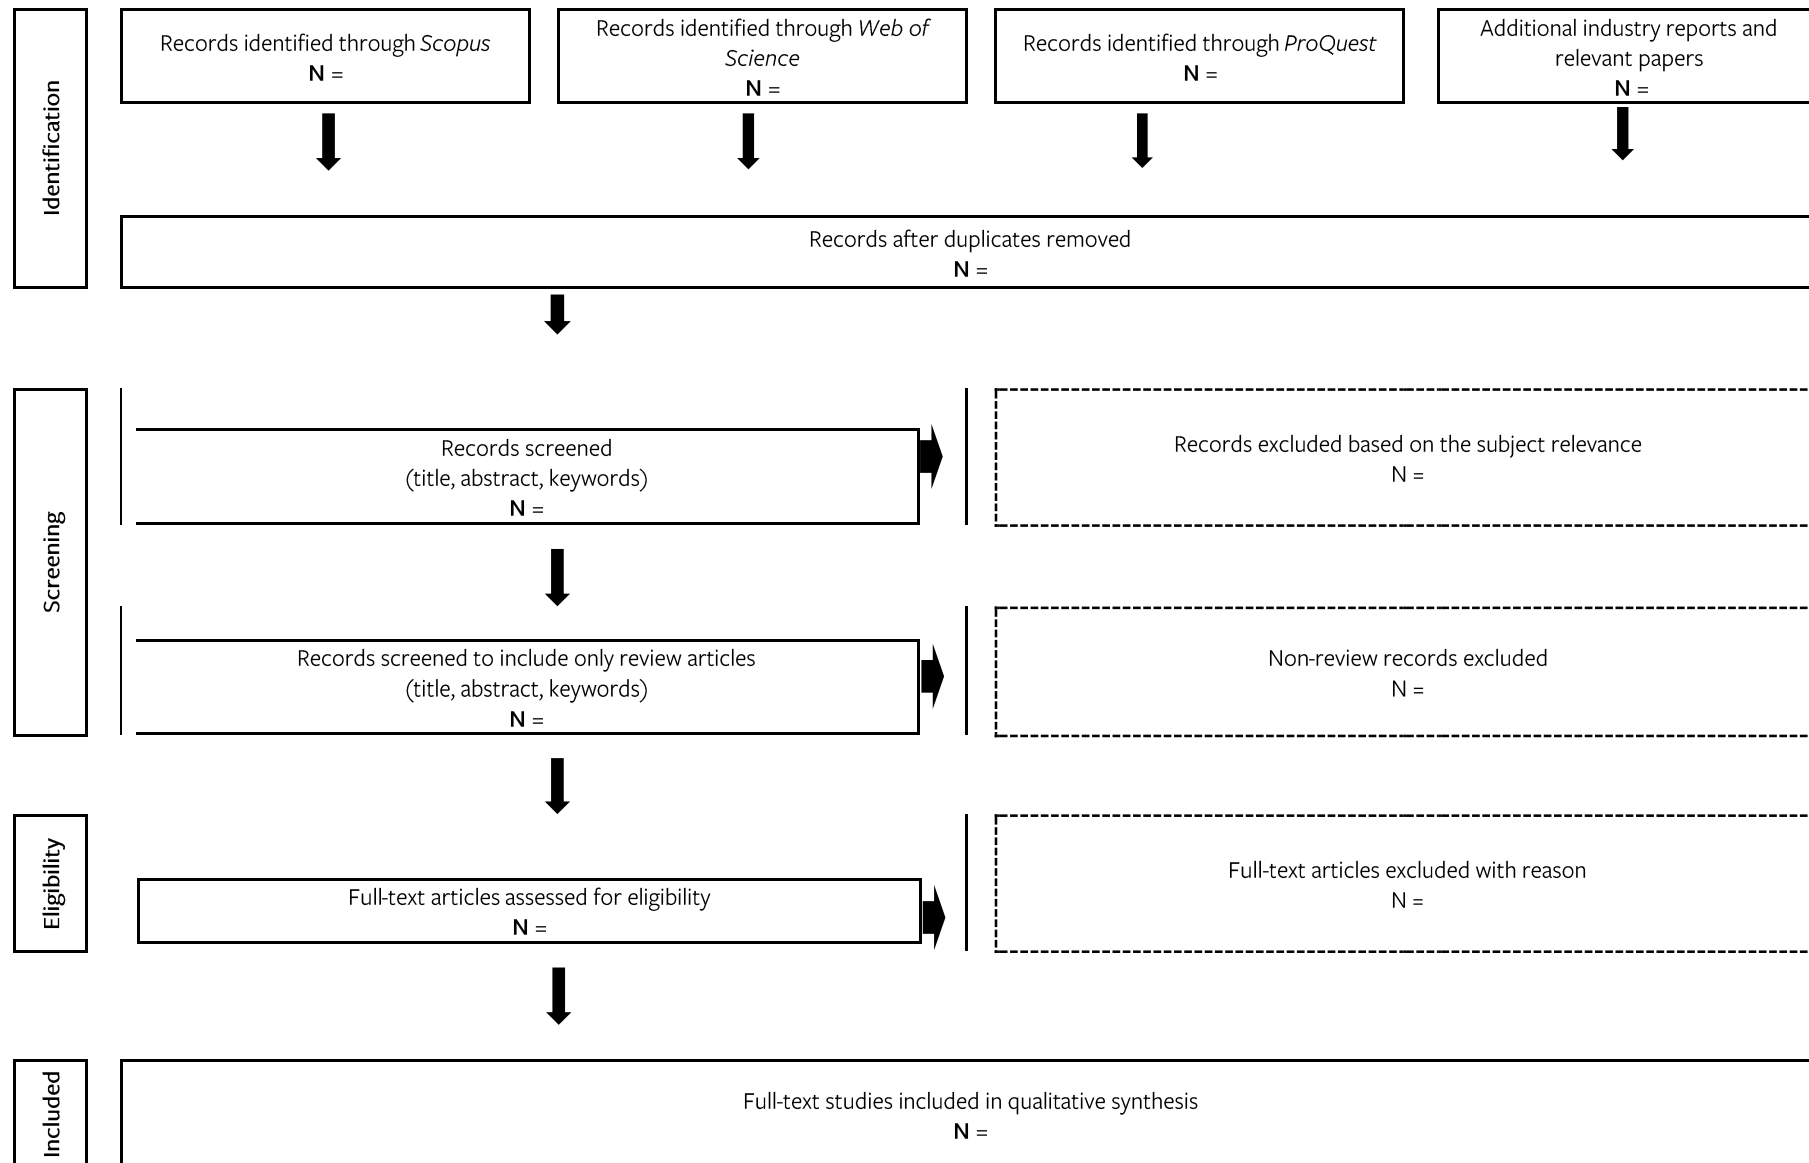 Identification
Records identified through Scopus
N =
Records identified through Web of
Science
N =
Records identified through ProQuest
N =
Additional industry reports and
relevant papers
N =
Records after duplicates removed
N =
Screening
Records screened
(title, abstract, keywords)
N =
Records excluded based on the subject relevance
N =
Records screened to include only review articles
(title, abstract, keywords)
N =
Non-review records excluded
N =
Eligibility
Full-text articles assessed for eligibility
N =
Full-text articles excluded with reason
N =
Included
Full-text studies included in qualitative synthesis
N =